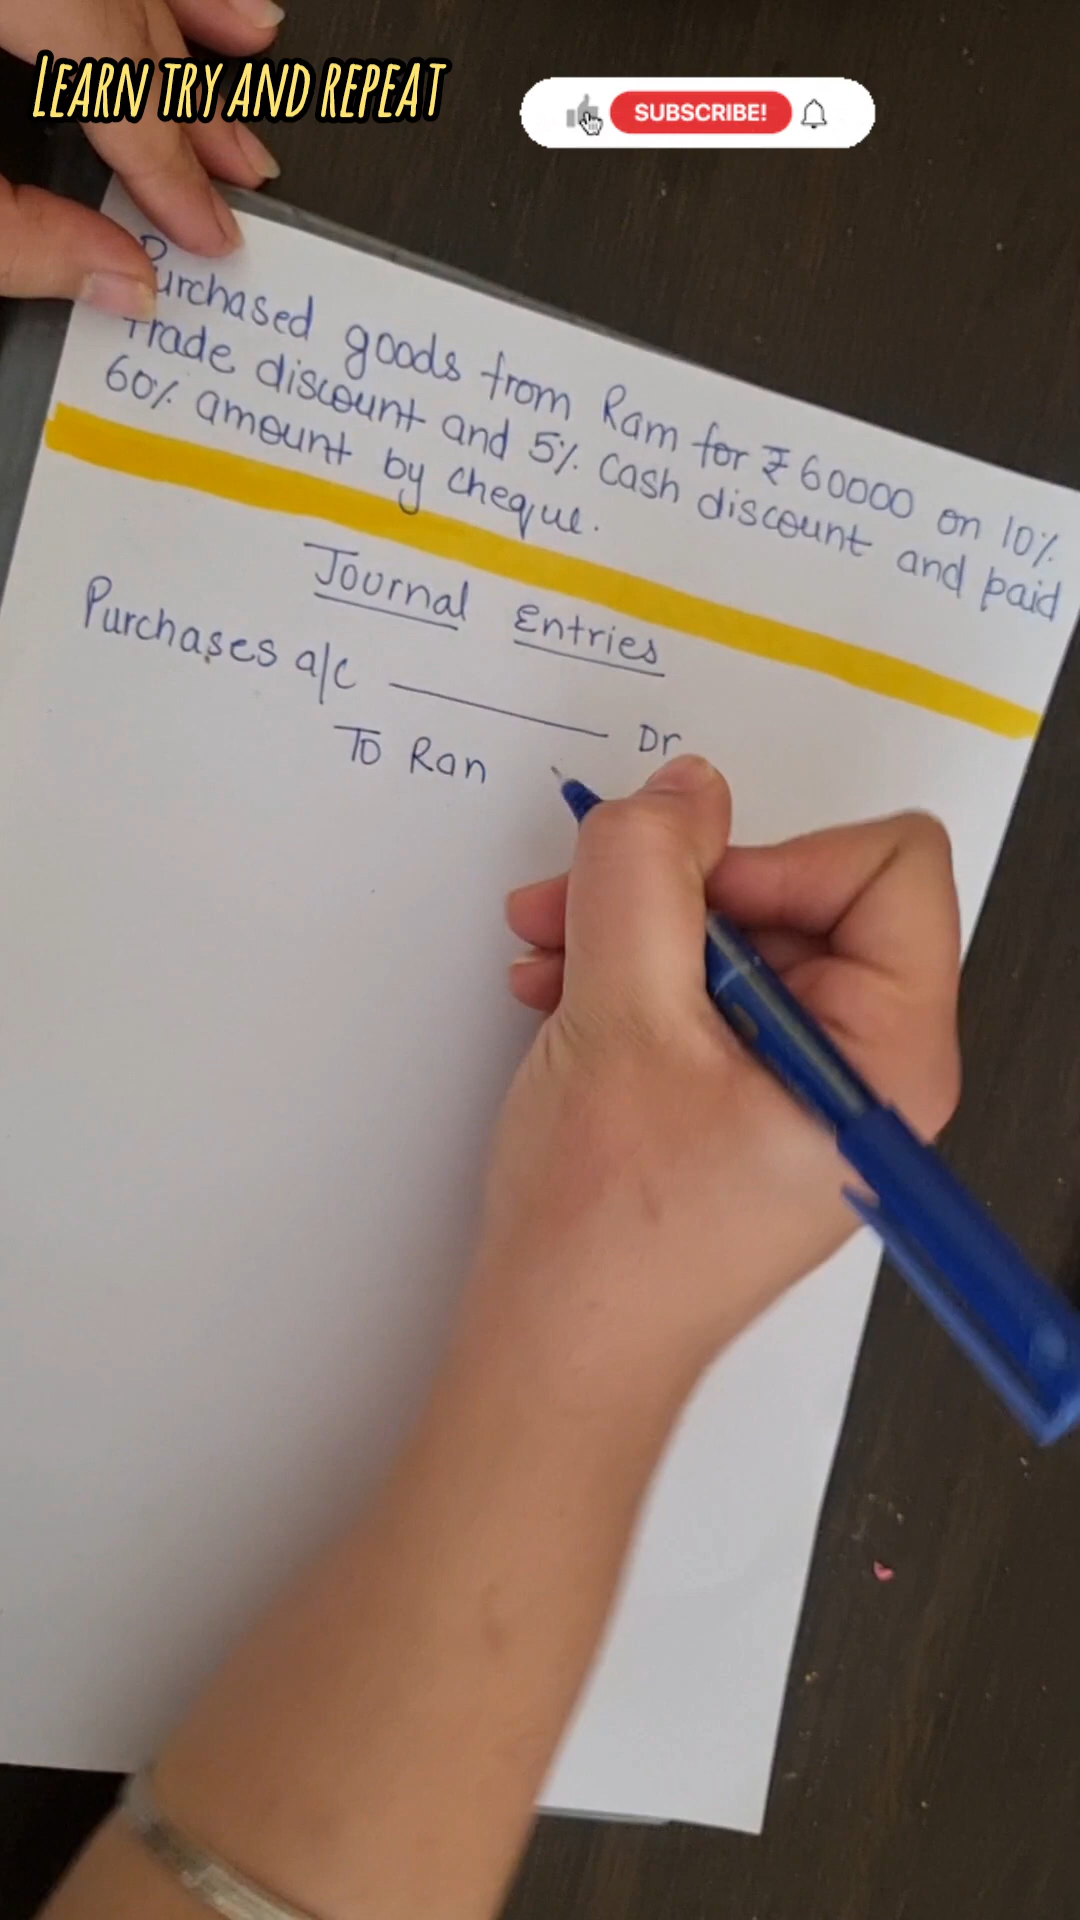 LEARN TRY AND REPEAT
SUBSCRIBE!
Purchased goods from Ram for ₹ 60000 on 10%
Trade discount and 5% Cash discount and paid
60% amount by cheque.
Journal Entries
Purchases a/c ______ Dr
To Ran